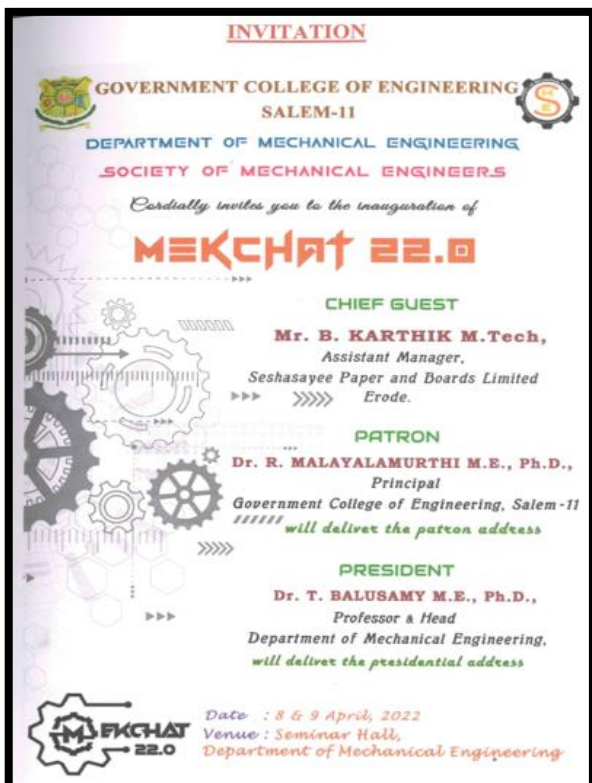 INVITATION
GOVERNMENT COLLEGE OF ENGINEERING
SALEM-11
DEPARTMENT OF MECHANICAL ENGINEERING
SOCIETY OF MECHANICAL ENGINEERS
Cordially invites you to the inauguration of
MEKCHAT 22.0
CHIEF GUEST
Mr. B. KARTHIK M.Tech,
Assistant Manager,
Seshasayee Paper and Boards Limited
Erode.
PATRON
Dr. R. MALAYALAMURTHI M.E., Ph.D.,
Principal
Government College of Engineering, Salem-11
will deliver the patron address
PRESIDENT
Dr. T. BALUSAMY M.E., Ph.D.,
Professor & Head
Department of Mechanical Engineering,
will deliver the presidential address
MEKCHAT
22.0
Date : 8 & 9 April, 2022
Venue : Seminar Hall,
Department of Mechanical Engineering